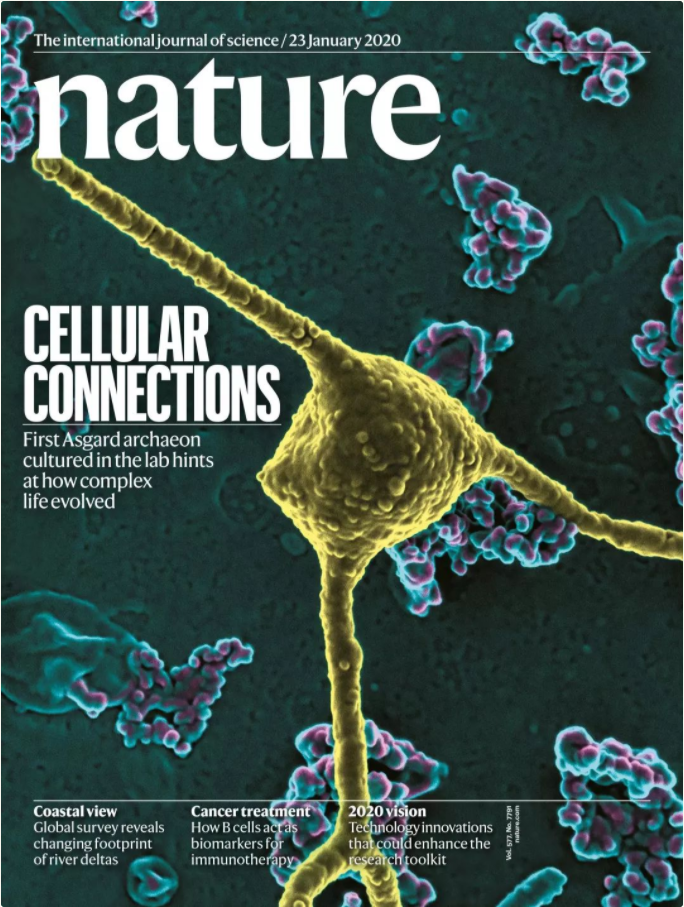 The international journal of science / 23 January 2020
nature
CELLULAR
CONNECTIONS
First Asgard archaeon
cultured in the lab hints
at how complex
life evolved
Coastal view
Global survey reveals
changing footprint
of river deltas
Cancer treatment
How B cells act as
biomarkers for
immunotherapy
2020 vision
Technology innovations
that could enhance the
research toolkit
Vol. 577, No. 7791
nature.com